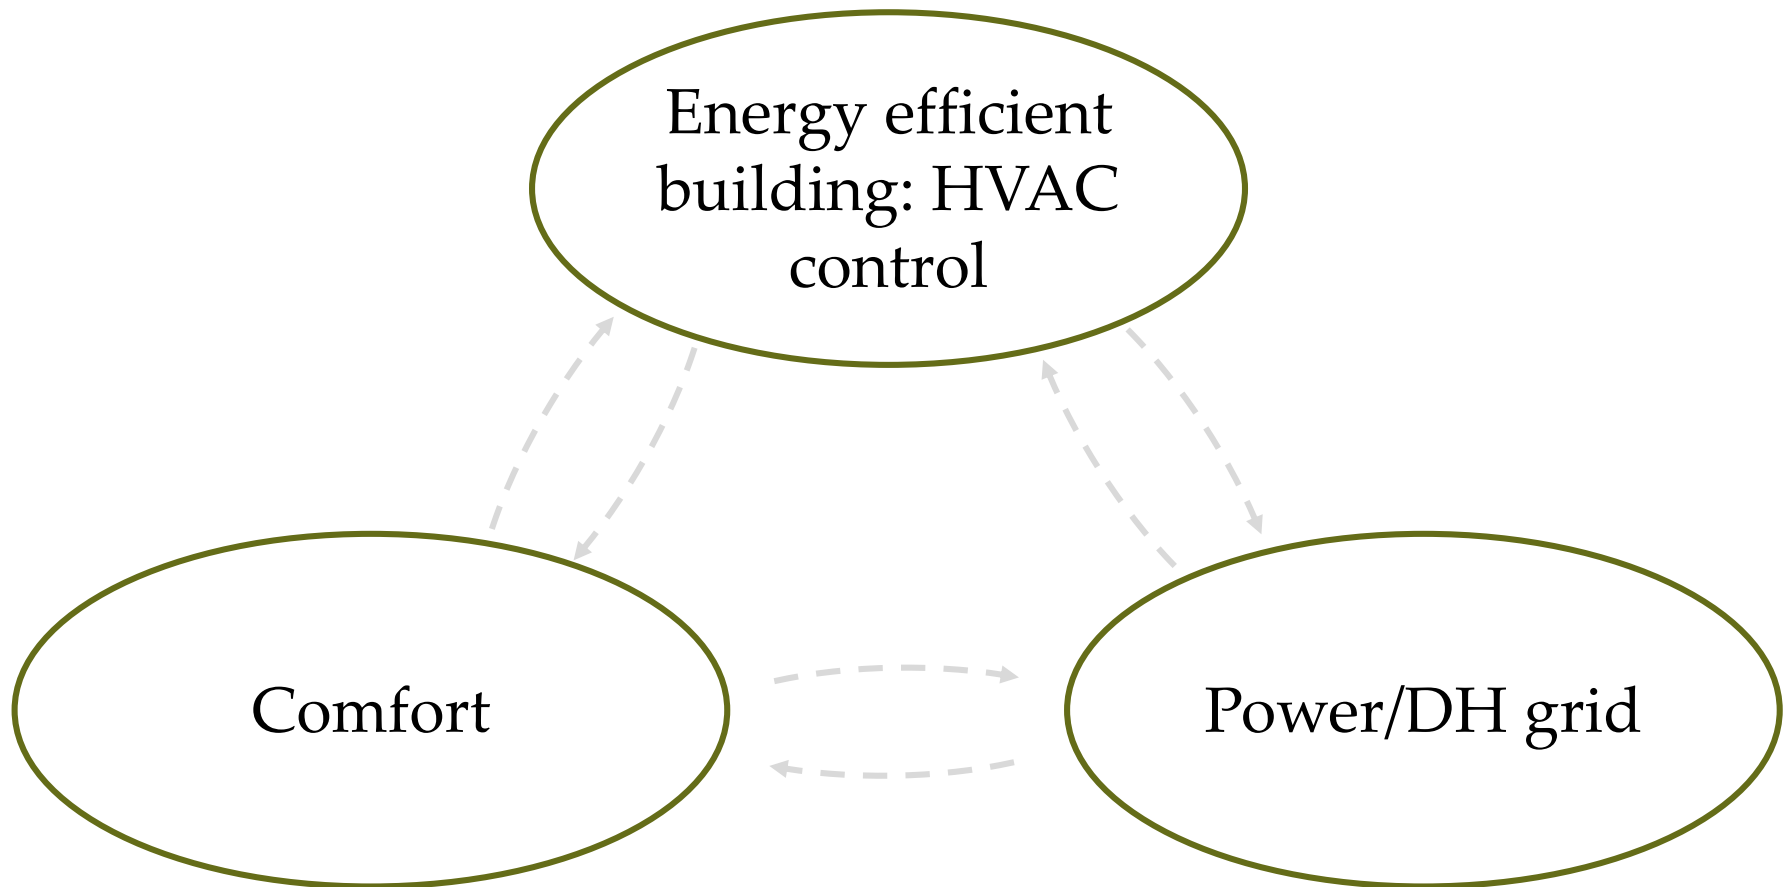 Energy efficient
building: HVAC
control
Comfort
Power/DH grid